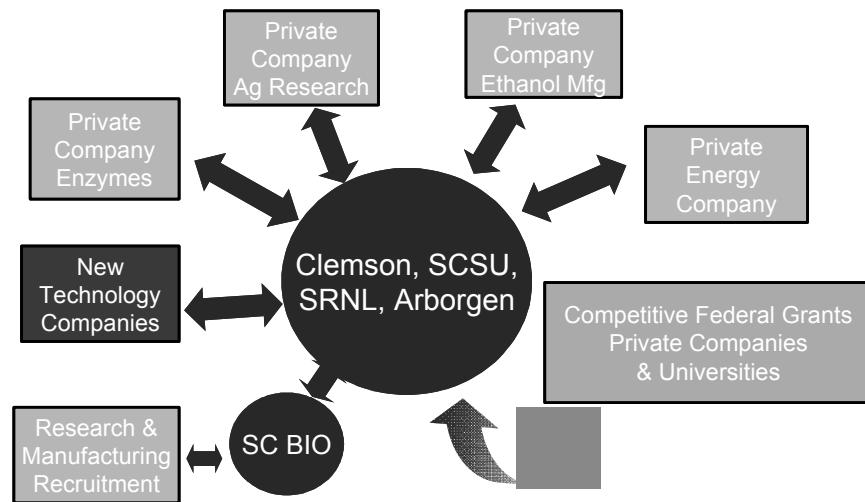 Private
Company
Ag Research
Private
Company
Ethanol Mfg
Private
Company
Enzymes
Private
Energy
Company
New
Technology
Companies
Clemson, SCSU,
SRNL, Arborgen
Competitive Federal Grants
Private Companies
& Universities
Research &
Manufacturing
Recruitment
SC BIO